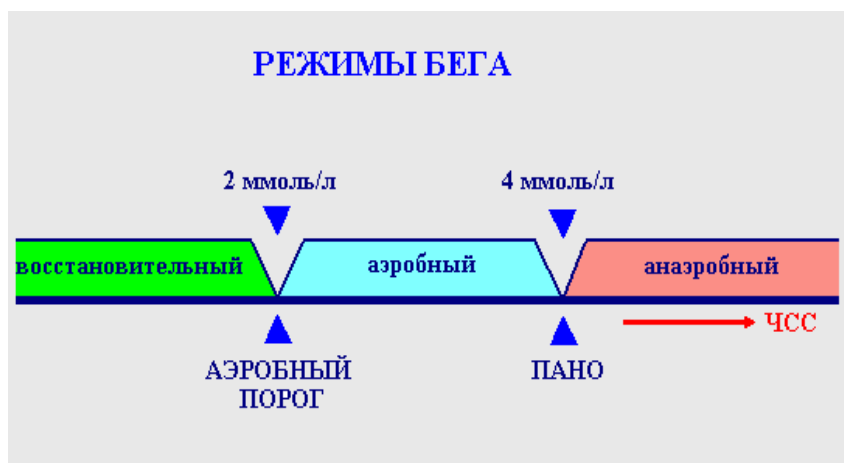 РЕЖИМЫ БЕГА
2 ммоль/л
4 ммоль/л
восстановительный
аэробный
анаэробный
ЧСС
АЭРОБНЫЙ
ПОРОГ
ПАНО